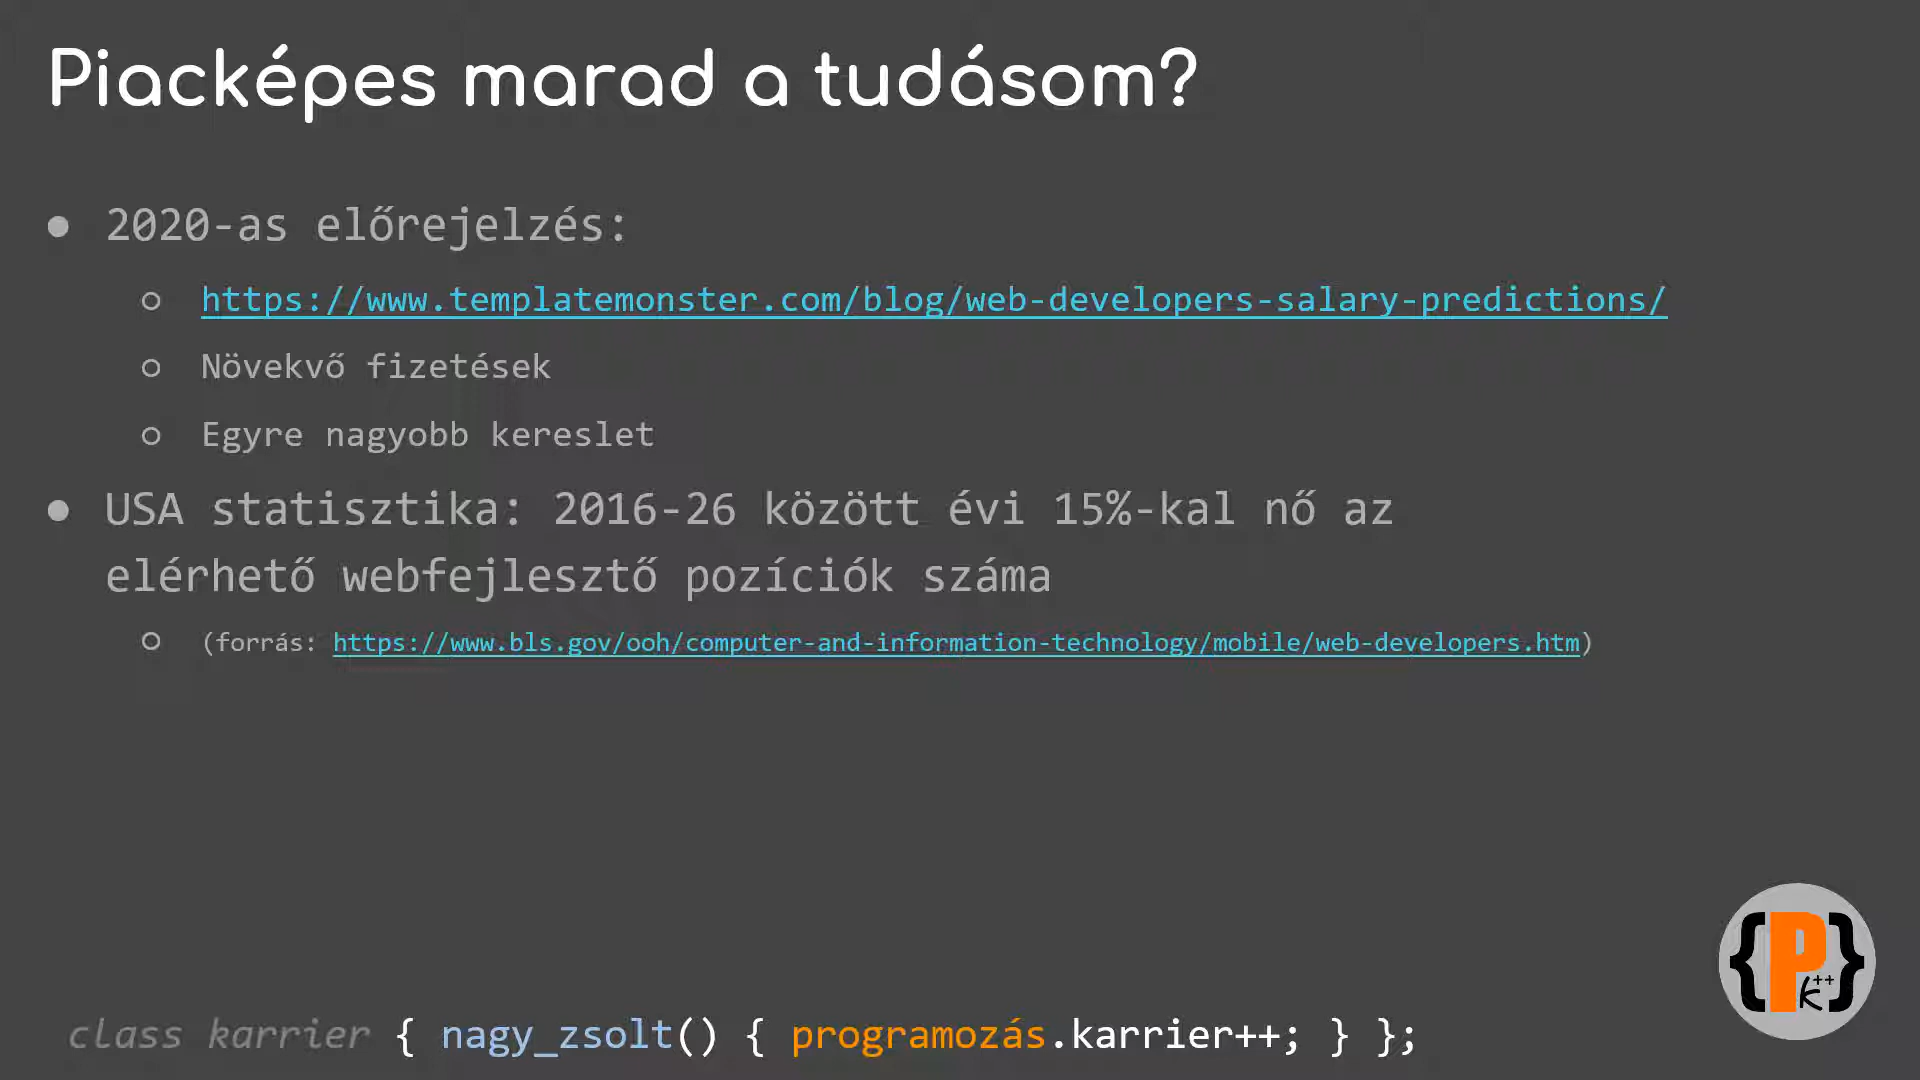 Piacképes marad a tudásom?
● 2020-as előrejelzés:
○ https://www.templatemonster.com/blog/web-developers-salary-predictions/
○ Növekvő fizetések
○ Egyre nagyobb kereslet
● USA statisztika: 2016-26 között évi 15%-kal nő az
elérhető webfejlesztő pozíciók száma
○ (forrás: https://www.bls.gov/ooh/computer-and-information-technology/mobile/web-developers.htm)
{P k++}
class karrier { nagy_zsolt() { programozás.karrier++; } };